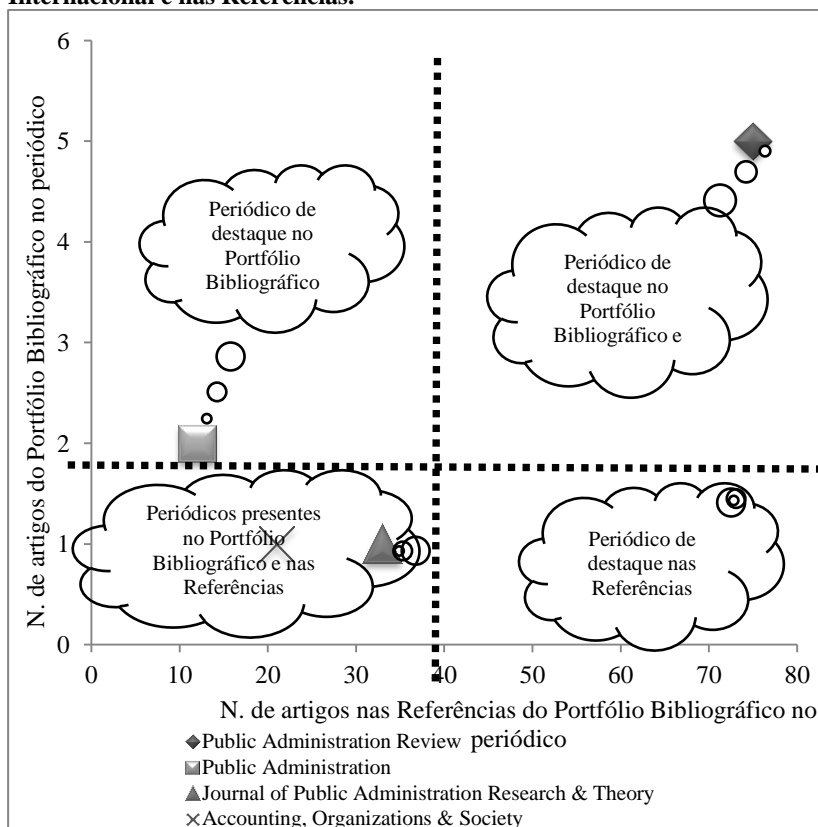 Internacional e nas Referências.
N. de artigos do Portfólio Bibliográfico no periódico
6
5
4
3
2
1
0
Periódico de
destaque no
Portfólio
Bibliográfico
Periódico de
destaque no
Portfólio
Bibliográfico e
Periódicos presentes
no Portfólio
Bibliográfico e nas
Referências
Periódico de
destaque nas
Referências
0 10 20 30 40 50 60 70 80
N. de artigos nas Referências do Portfólio Bibliográfico no
periódico
Public Administration Review
Public Administration
Journal of Public Administration Research & Theory
Accounting, Organizations & Society